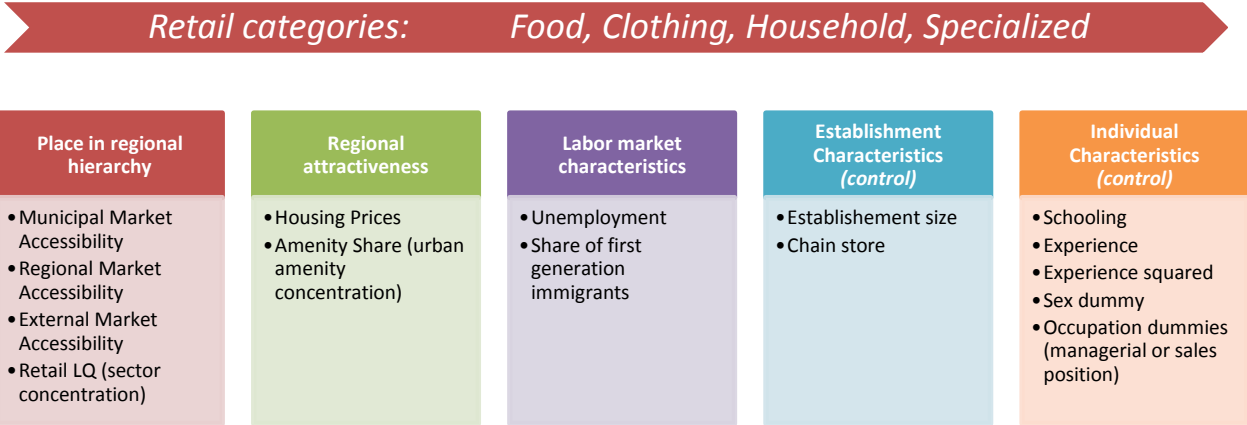 Retail categories: Food, Clothing, Household, Specialized
Place in regional
hierarchy
•Municipal Market
Accessibility
•Regional Market
Accessibility
•External Market
Accessibility
•Retail LQ (sector
concentration)
Regional
attractiveness
•Housing Prices
•Amenity Share (urban
amenity
concentration)
Labor market
characteristics
•Unemployment
•Share of first
generation
immigrants
Establishment
Characteristics
(control)
•Establishement size
•Chain store
Individual
Characteristics
(control)
•Schooling
•Experience
•Experience squared
•Sex dummy
•Occupation dummies
(managerial or sales
position)